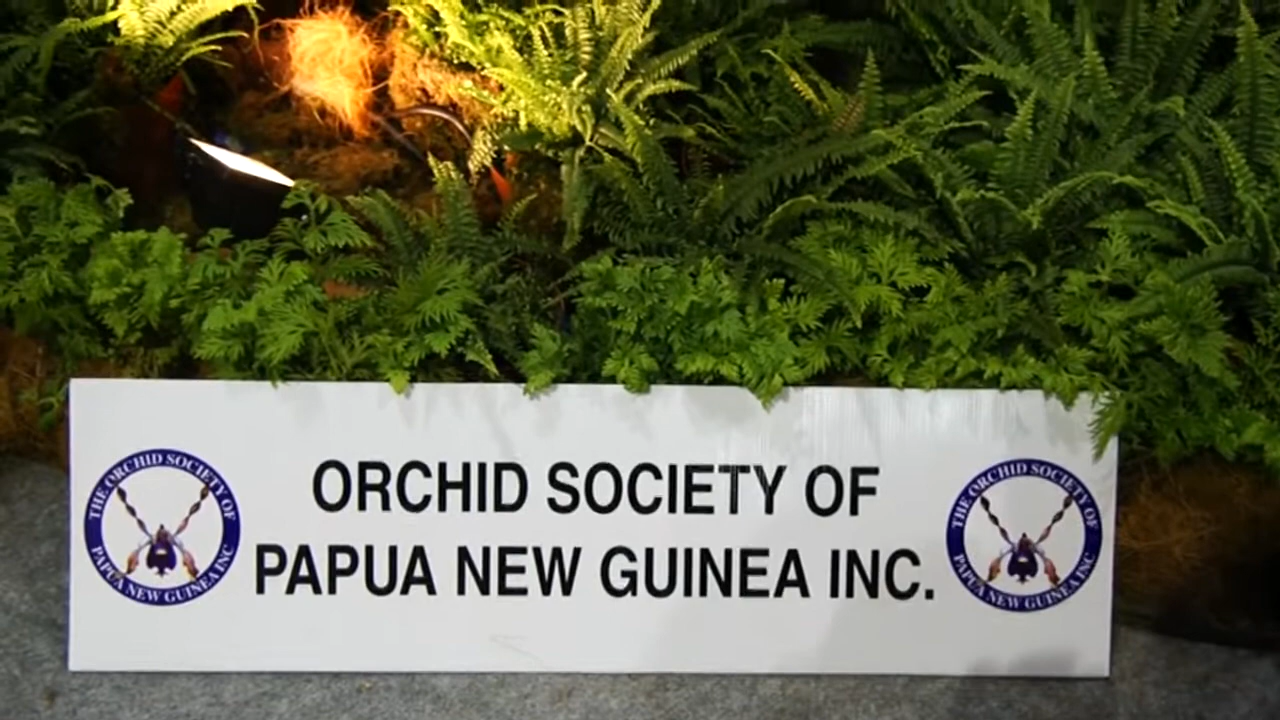 ORCHID SOCIETY OF
PAPUA NEW GUINEA INC.
THE ORCHID SOCIETY OF
PAPUA NEW GUINEA INC
THE ORCHID SOCIETY OF
PAPUA NEW GUINEA INC